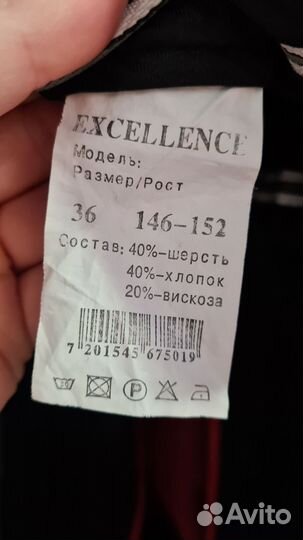 EXCELLENCE
Модель:
Размер/Рост
36 146-152
Состав: 40%-шерсть
40%-хлопок
20%-вискоза
7 201545 675019
P
Avito